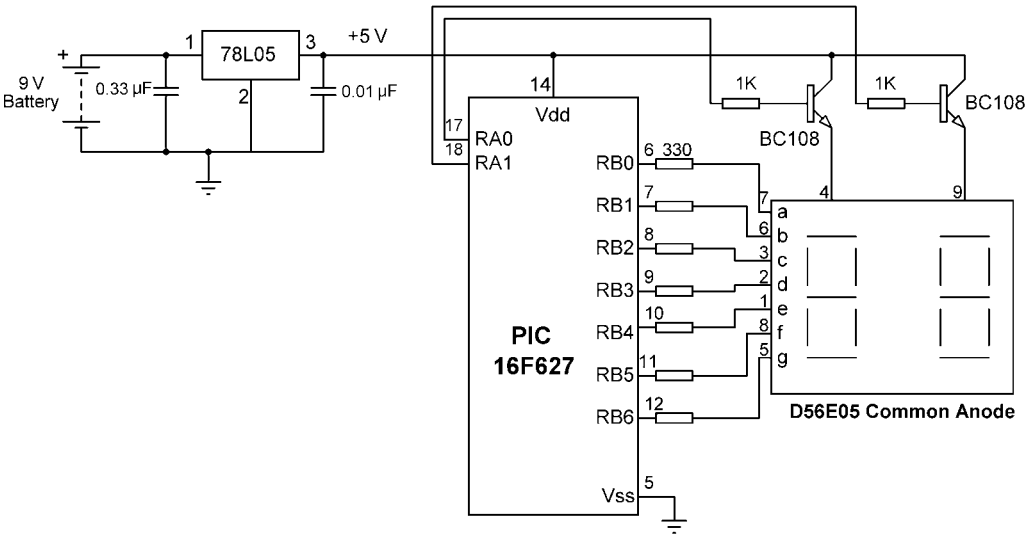 +
9 V
Battery
0.33 µF
1
78L05
3
2
+5 V
0.01 µF
14
Vdd
17
RA0
18
RA1
PIC
16F627
RB0
6
330
RB1
7
RB2
8
RB3
9
RB4
10
RB5
11
RB6
12
Vss
5
1K
BC108
1K
BC108
4
9
7
a
6
b
3
c
2
d
1
e
8
f
5
g
D56E05 Common Anode